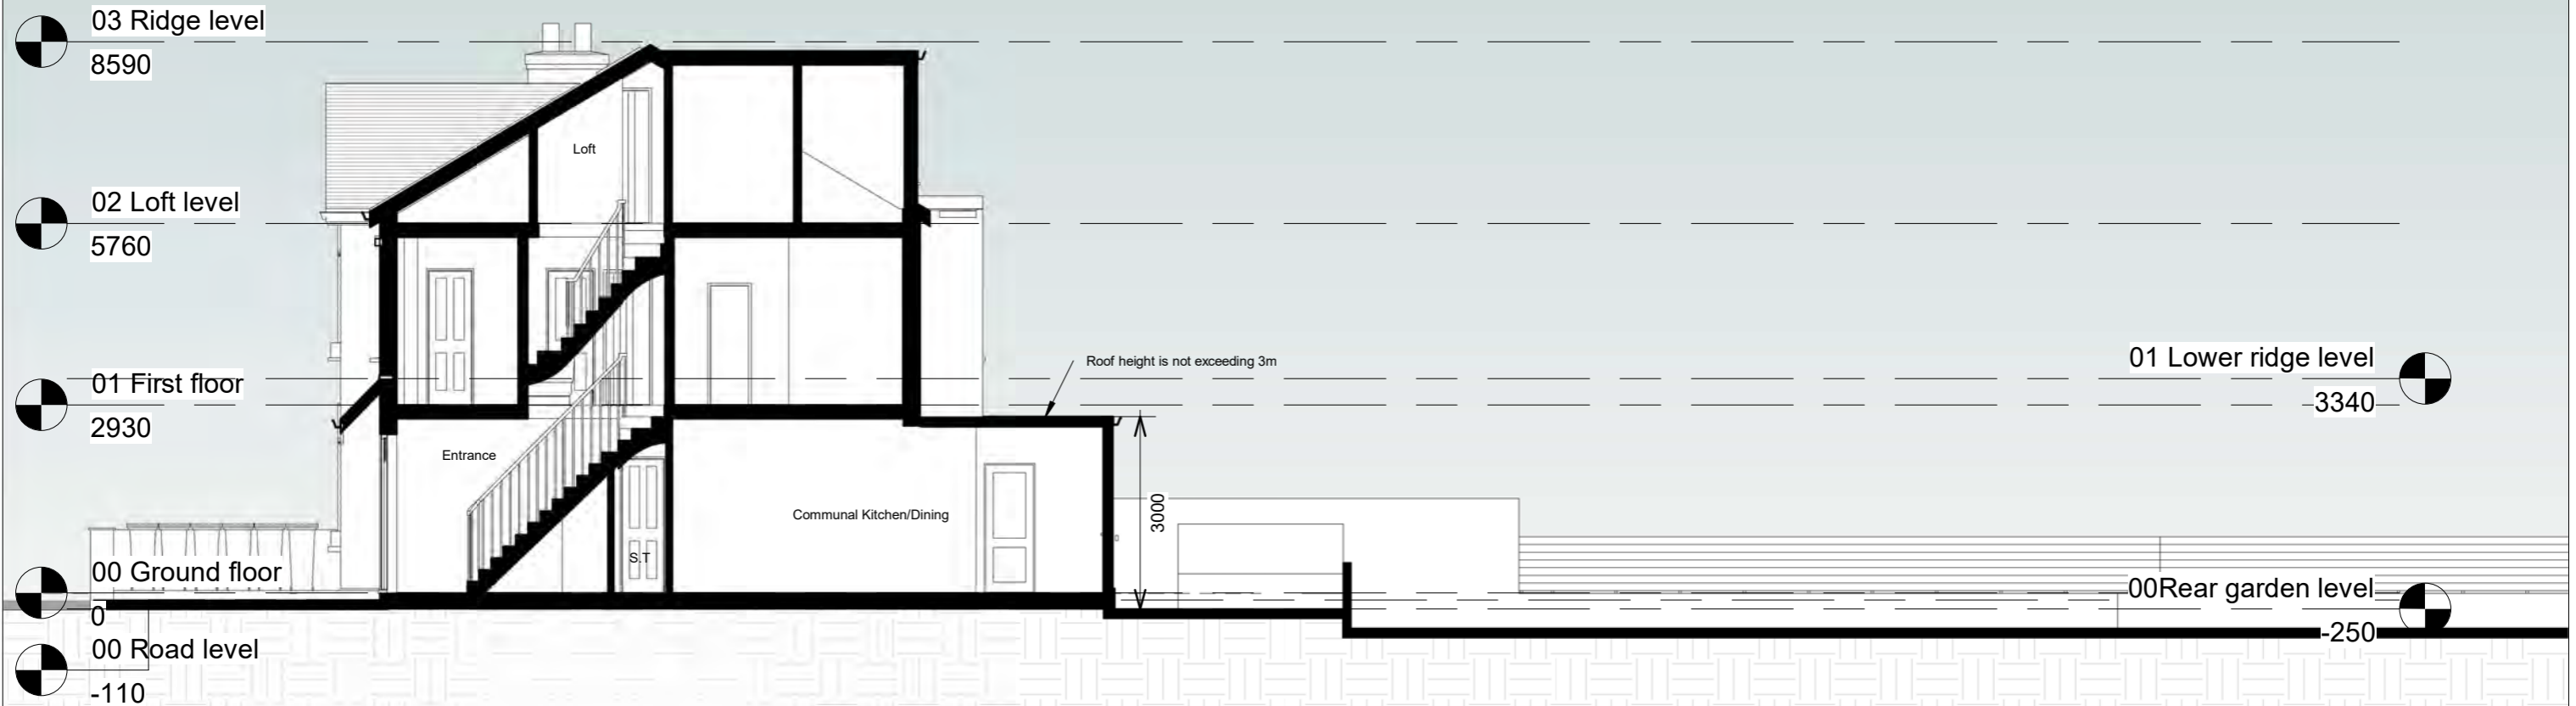 03 Ridge level
8590
Loft
02 Loft level
5760
Roof height is not exceeding 3m
01 Lower ridge level
3340
01 First floor
2930
Entrance
Communal Kitchen/Dining
3000
S.T
00 Ground floor
0
00Rear garden level
-250
00 Road level
-110